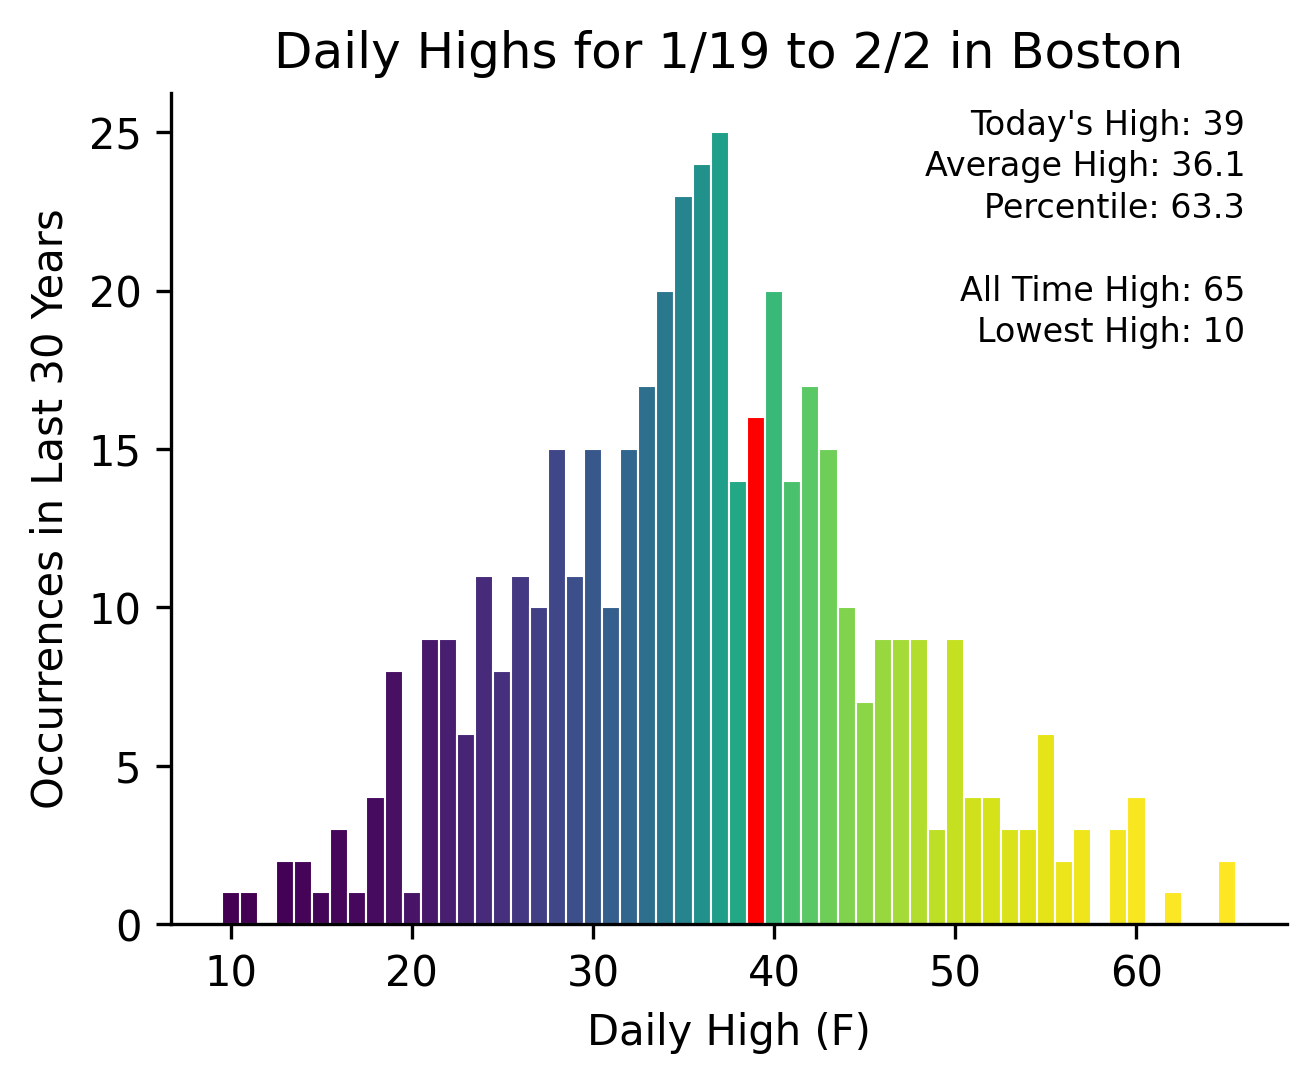 Daily Highs for 1/19 to 2/2 in Boston
Today's High: 39
Average High: 36.1
Percentile: 63.3
All Time High: 65
Lowest High: 10
Occurrences in Last 30 Years
25
20
15
10
5
0
10 20 30 40 50 60
Daily High (F)